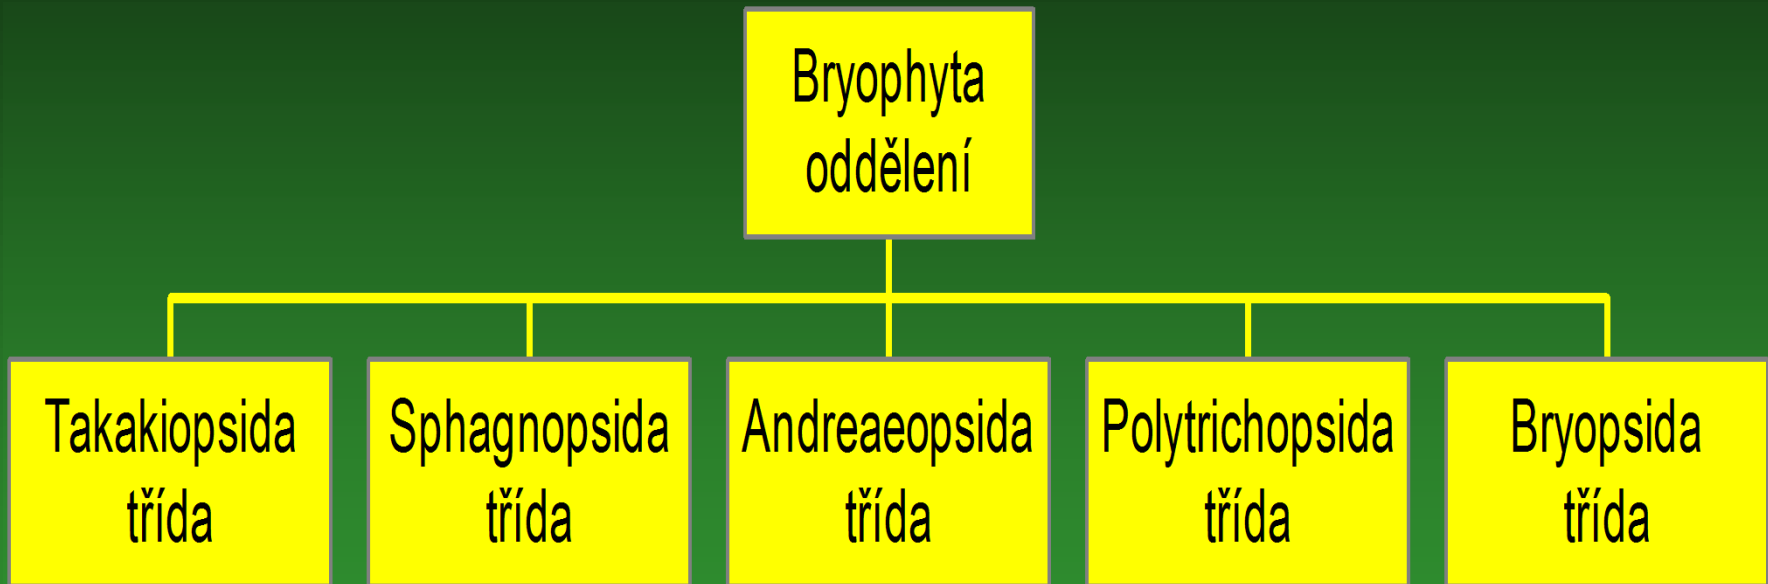 Bryophyta
oddělení
Takakiopsida
třída
Sphagnopsida
třída
Andreaeopsida
třída
Polytrichopsida
třída
Bryopsida
třída